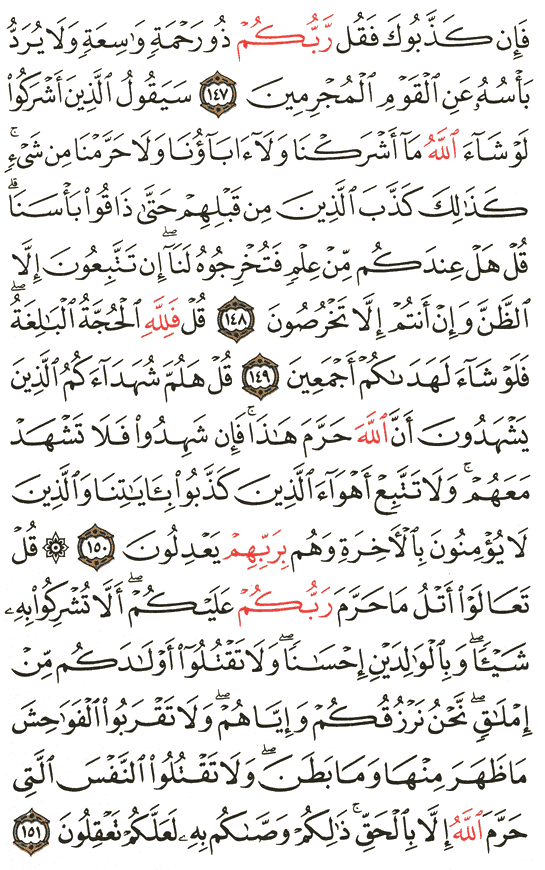 فَإِن كَذَّبُوكَ فَقُل رَّبُّكُمْ ذُو رَحْمَةٍ وَٰسِعَةٍ وَلَا يُرَدُّ
بَأْسُهُۥ عَنِ ٱلْقَوْمِ ٱلْمُجْرِمِينَ ١٤٧ سَيَقُولُ ٱلَّذِينَ أَشْرَكُوا۟
لَوْ شَآءَ ٱللَّهُ مَآ أَشْرَكْنَا وَلَآ ءَابَآؤُنَا وَلَا حَرَّمْنَا مِن شَىْءٍ ۚ
كَذَٰلِكَ كَذَّبَ ٱلَّذِينَ مِن قَبْلِهِمْ حَتَّىٰ ذَاقُوا۟ بَأْسَنَا ۗ
قُلْ هَلْ عِندَكُم مِّنْ عِلْمٍ فَتُخْرِجُوهُ لَنَآ ۖ إِن تَتَّبِعُونَ إِلَّا
ٱلظَّنَّ وَإِنْ أَنتُمْ إِلَّا تَخْرُصُونَ ١٤٨ قُلْ فَلِلَّهِ ٱلْحُجَّةُ ٱلْبَٰلِغَةُ ۖ
فَلَوْ شَآءَ لَهَدَىٰكُمْ أَجْمَعِينَ ١٤٩ قُلْ هَلُمَّ شُهَدَآءَكُمُ ٱلَّذِينَ
يَشْهَدُونَ أَنَّ ٱللَّهَ حَرَّمَ هَٰذَا ۖ فَإِن شَهِدُوا۟ فَلَا تَشْهَدْ
مَعَهُمْ ۚ وَلَا تَتَّبِعْ أَهْوَآءَ ٱلَّذِينَ كَذَّبُوا۟ بِـَٔايَٰتِنَا وَٱلَّذِينَ
لَا يُؤْمِنُونَ بِٱلْـَٔاخِرَةِ وَهُم بِرَبِّهِمْ يَعْدِلُونَ ١٥٠ ۞ قُلْ
تَعَالَوْا۟ أَتْلُ مَا حَرَّمَ رَبُّكُمْ عَلَيْكُمْ ۖ أَلَّا تُشْرِكُوا۟ بِهِۦ
شَيْـًٔا ۖ وَبِٱلْوَٰلِدَيْنِ إِحْسَٰنًا ۖ وَلَا تَقْتُلُوٓا۟ أَوْلَٰدَكُم مِّنْ
إِمْلَٰقٍ ۖ نَّحْنُ نَرْزُقُكُمْ وَإِيَّاهُمْ ۖ وَلَا تَقْرَبُوا۟ ٱلْفَوَٰحِشَ
مَا ظَهَرَ مِنْهَا وَمَا بَطَنَ ۖ وَلَا تَقْتُلُوا۟ ٱلنَّفْسَ ٱلَّتِى
حَرَّمَ ٱللَّهُ إِلَّا بِٱلْحَقِّ ۚ ذَٰلِكُمْ وَصَّىٰكُم بِهِۦ لَعَلَّكُمْ تَعْقِلُونَ ١٥١